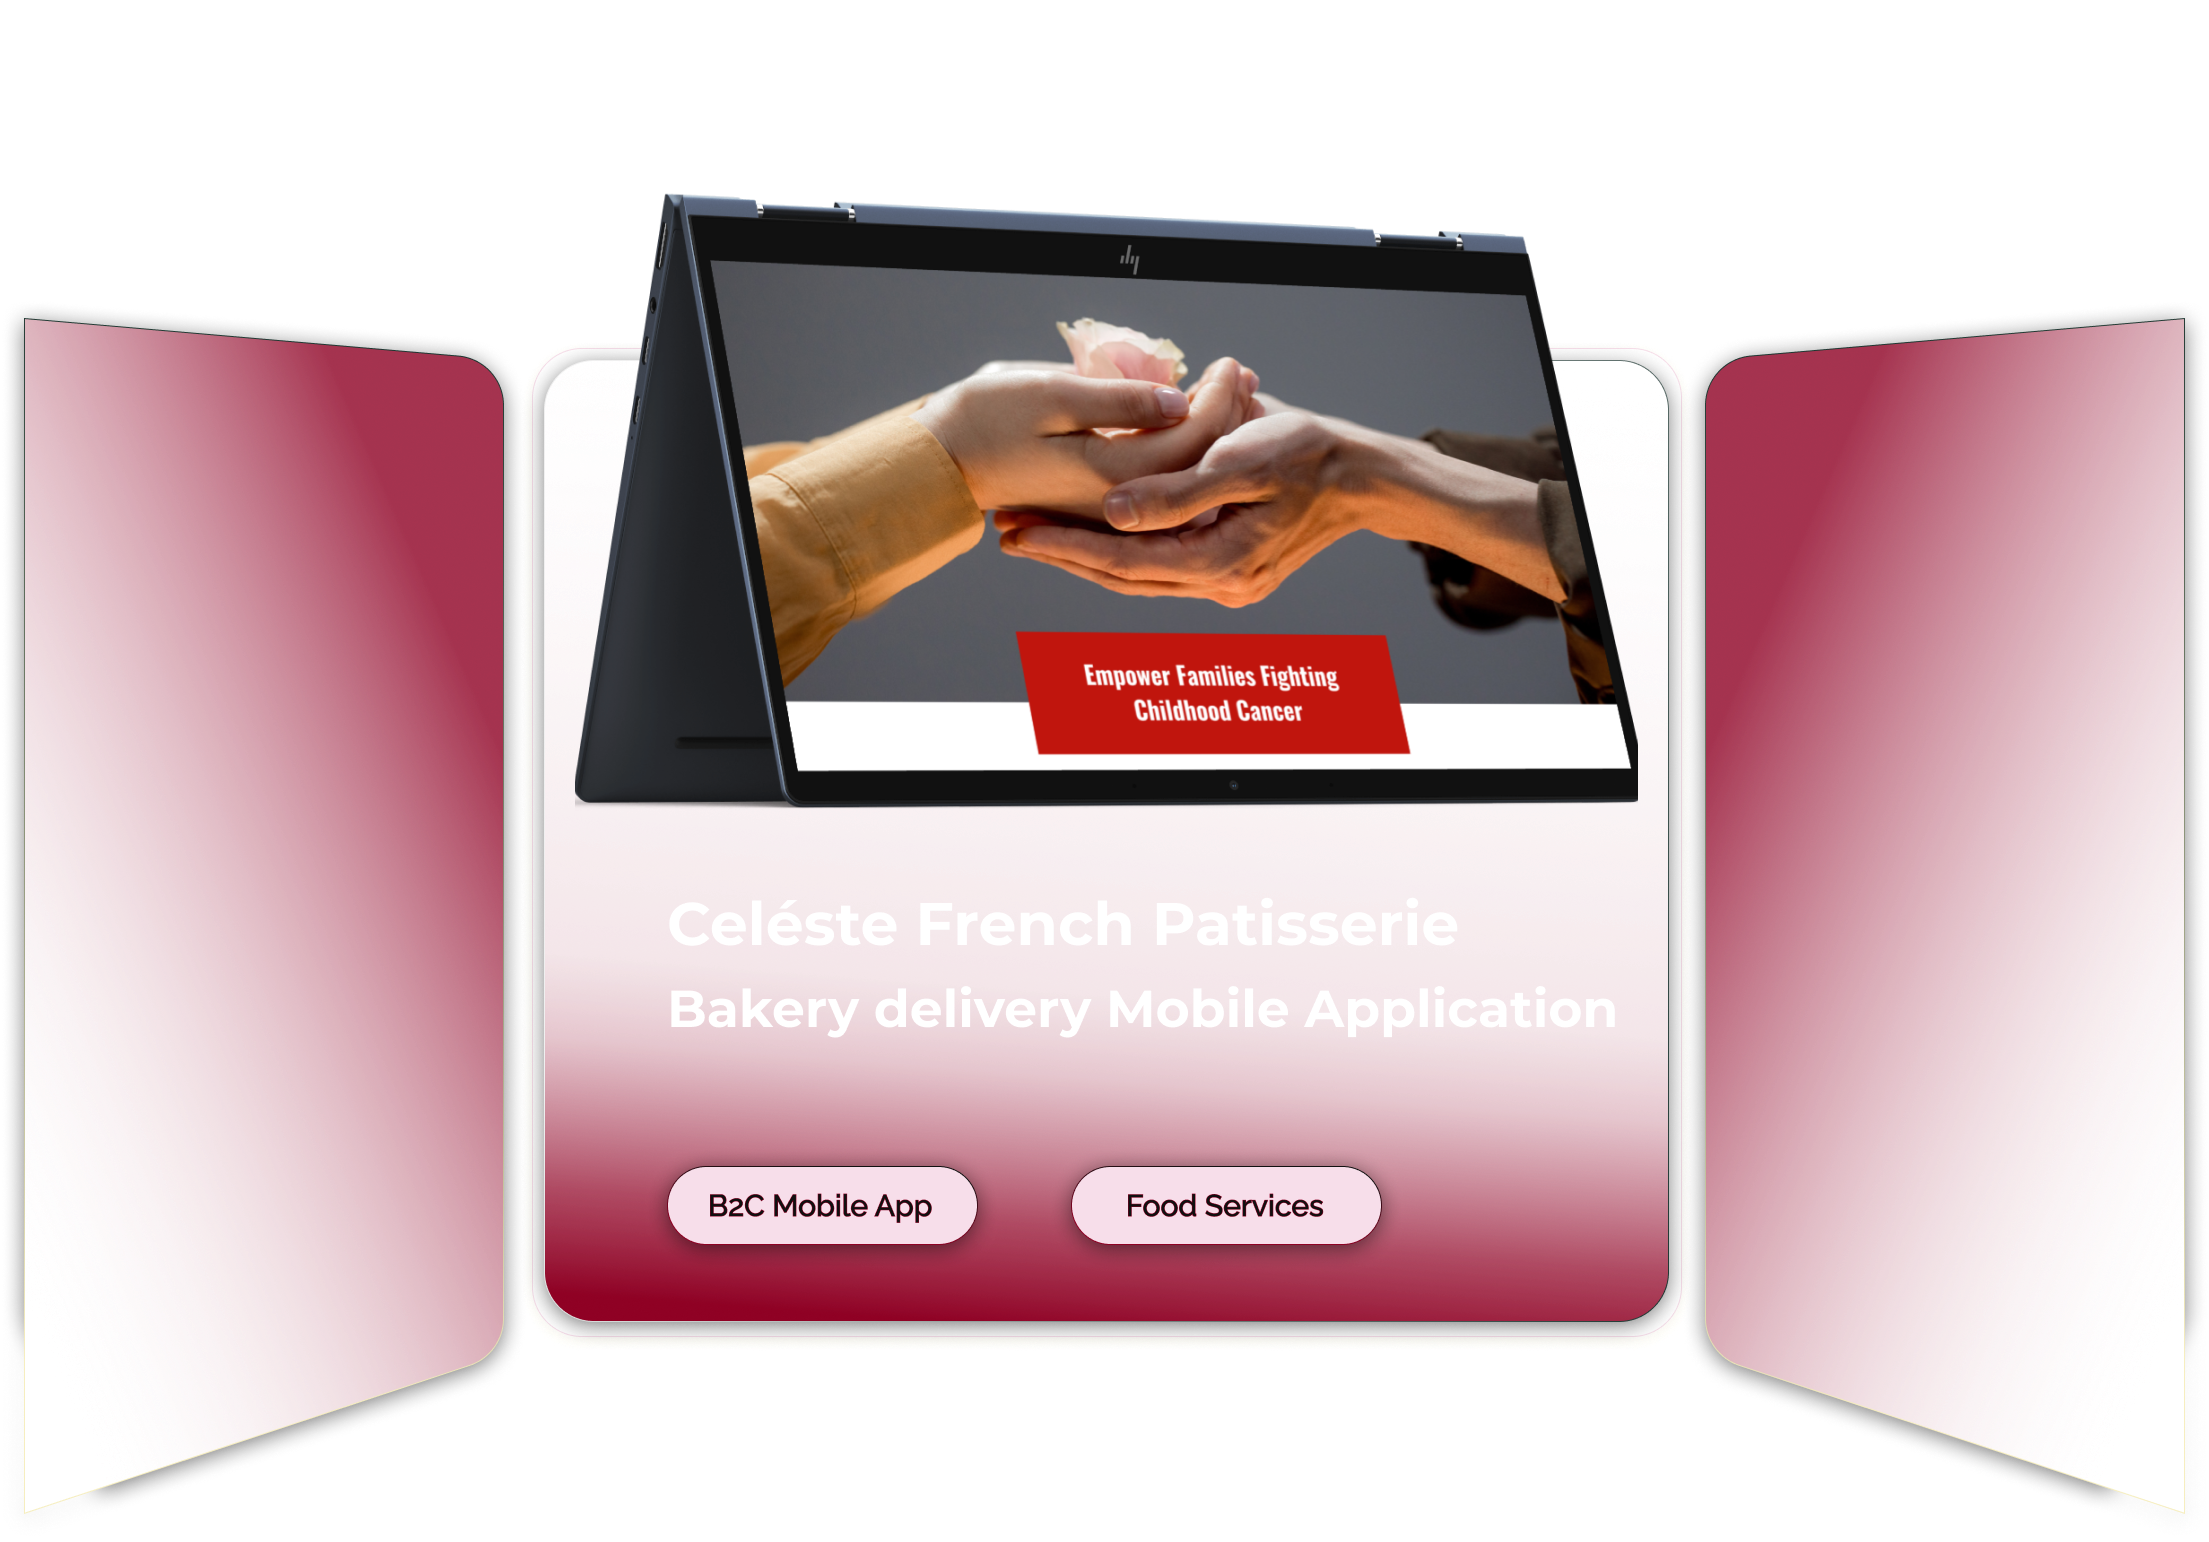 Empower Families Fighting
Childhood Cancer
Celéste French Patisserie
Bakery delivery Mobile Application
B2C Mobile App
Food Services